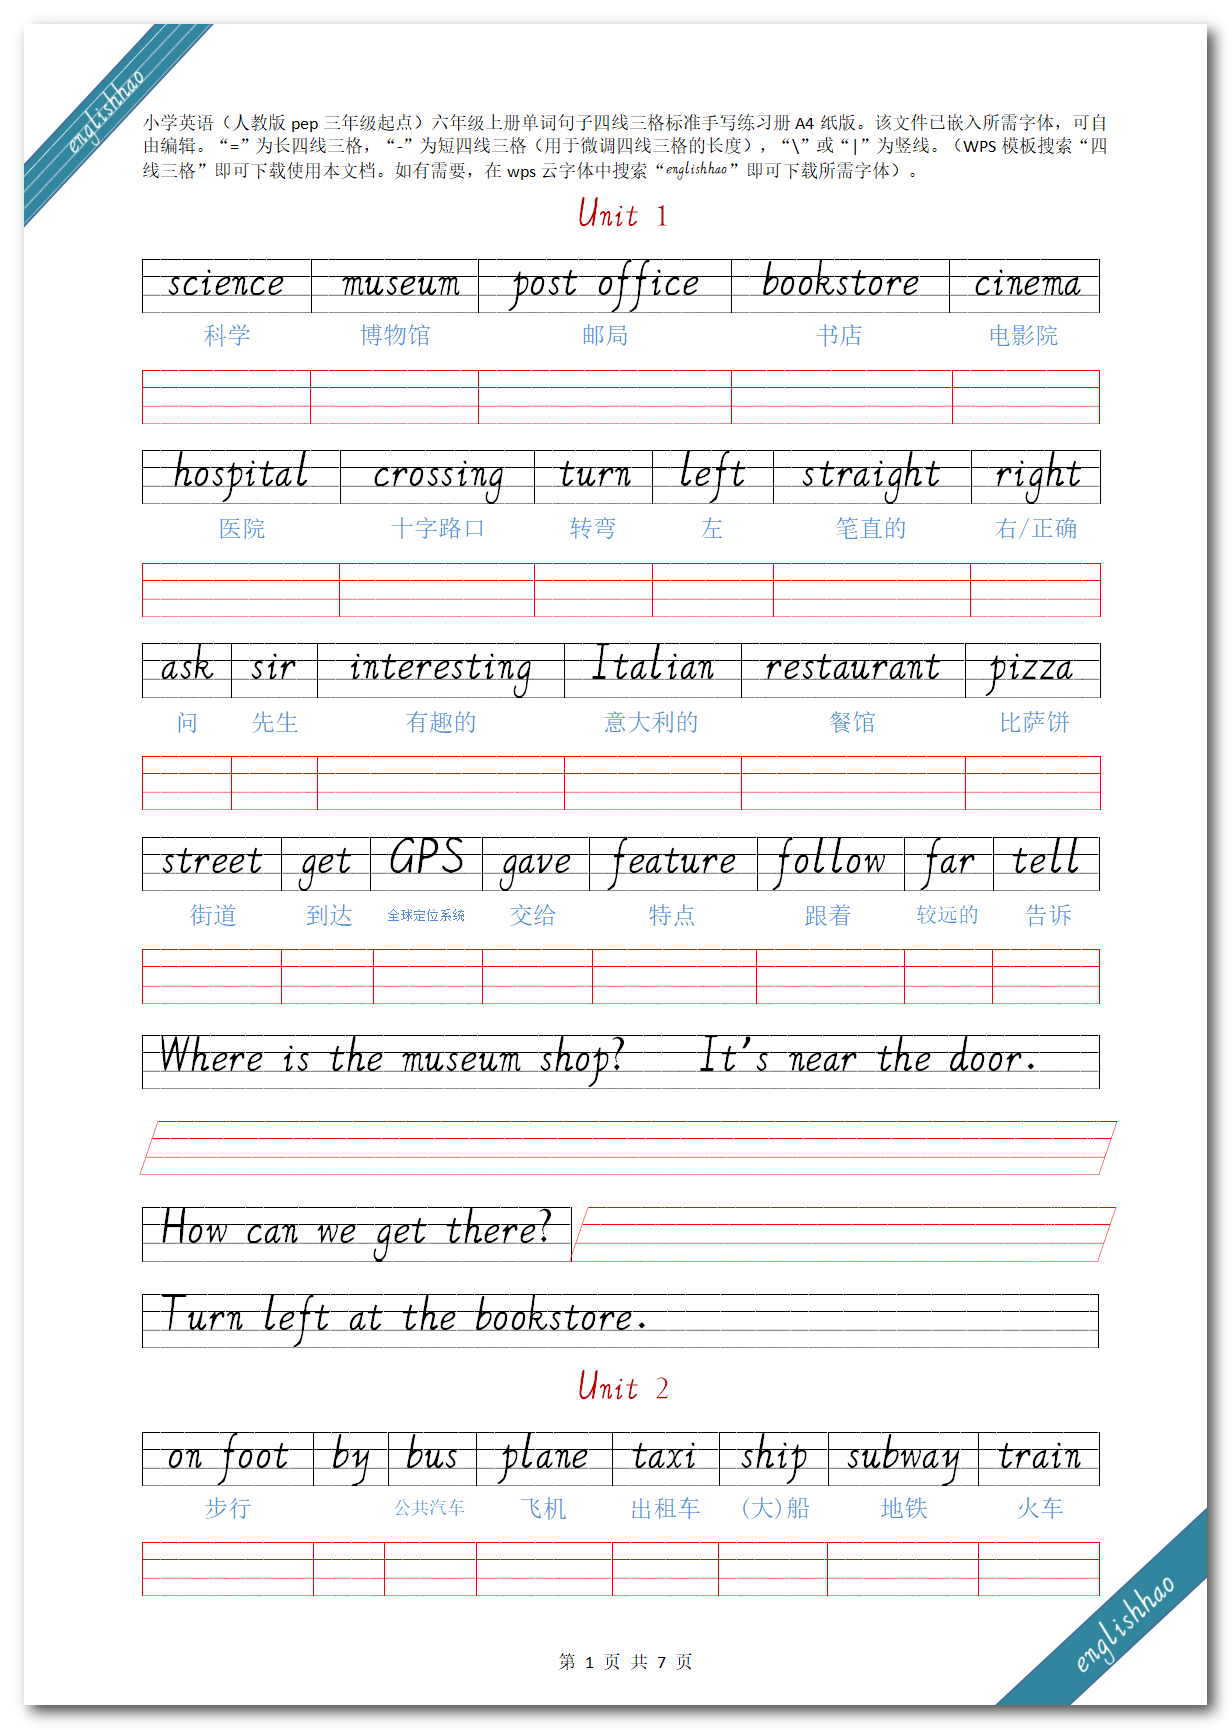 englishhao
小学英语（人教版 pep 三年级起点）六年级上册单词句子四线三格标准手写练习册 A4 纸版。该文件已嵌入所需字体，可自
由编辑。“=”为长四线三格，“-”为短四线三格（用于微调四线三格的长度），“\”或“|”为竖线。（WPS 模板搜索“四
线三格”即可下载使用本文档。如有需要，在 wps 云字体中搜索“englishhao”即可下载所需字体）。
Unit 1
science museum post office bookstore cinema
科学 博物馆 邮局 书店 电影院
hospital crossing turn left straight right
医院 十字路口 转弯 左 笔直的 右/正确
ask sir interesting Italian restaurant pizza
问 先生 有趣的 意大利的 餐馆 比萨饼
street get GPS gave feature follow far tell
街道 到达 全球定位系统 交给 特点 跟着 较远的 告诉
Where is the museum shop? It's near the door.
How can we get there?
Turn left at the bookstore.
Unit 2
on foot by bus plane taxi ship subway train
步行 公共汽车 飞机 出租车 (大)船 地铁 火车
englishhao
第 1 页 共 7 页